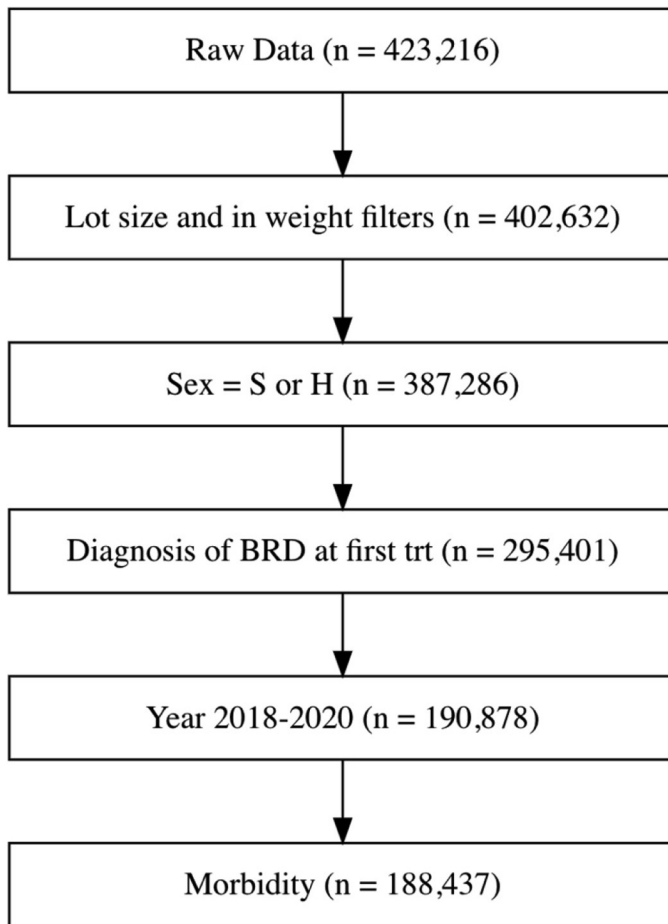 Raw Data (n = 423,216)
Lot size and in weight filters (n = 402,632)
Sex = S or H (n = 387,286)
Diagnosis of BRD at first trt (n = 295,401)
Year 2018-2020 (n = 190,878)
Morbidity (n = 188,437)